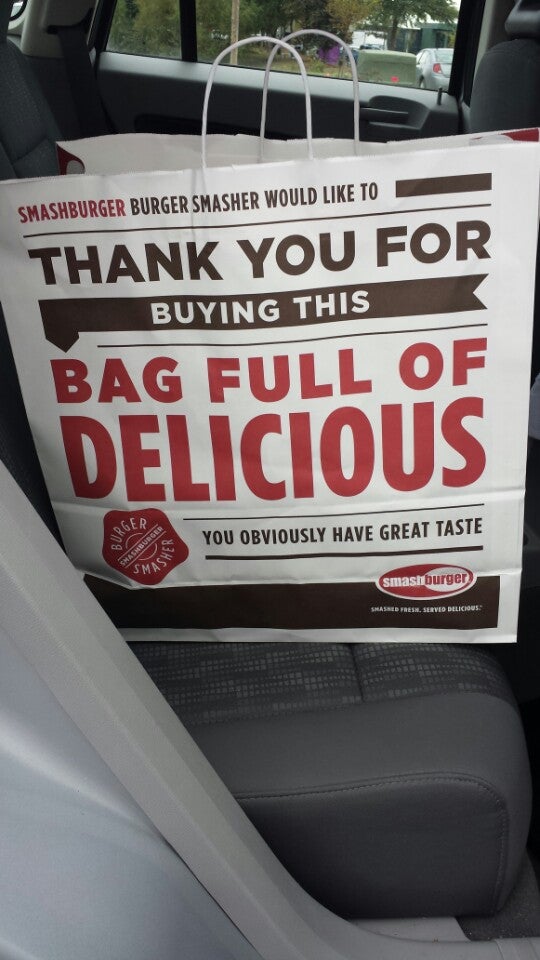 SMASHBURGER BURGER SMASHER WOULD LIKE TO
THANK YOU FOR
BUYING THIS
BAG FULL OF
DELICIOUS
BURGER
SMASHBURGER
SMASHER
YOU OBVIOUSLY HAVE GREAT TASTE
smashburger
SMASHED FRESH. SERVED DELICIOUS.